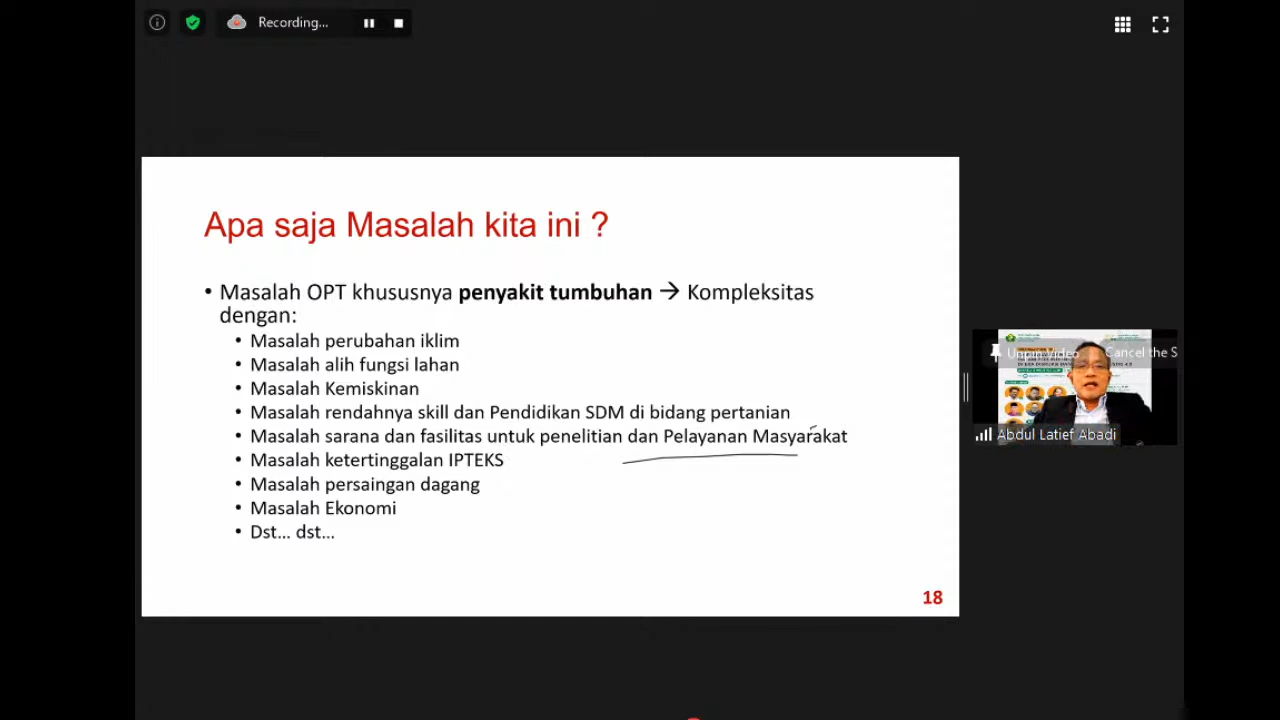 Recording...
Apa saja Masalah kita ini ?
• Masalah OPT khususnya penyakit tumbuhan → Kompleksitas
dengan:
• Masalah perubahan iklim
• Masalah alih fungsi lahan
• Masalah Kemiskinan
• Masalah rendahnya skill dan Pendidikan SDM di bidang pertanian
• Masalah sarana dan fasilitas untuk penelitian dan Pelayanan Masyarakat
• Masalah ketertinggalan IPTEKS
• Masalah persaingan dagang
• Masalah Ekonomi
• Dst... dst...
18
Unpin Video
Cancel the S
Abdul Latief Abadi